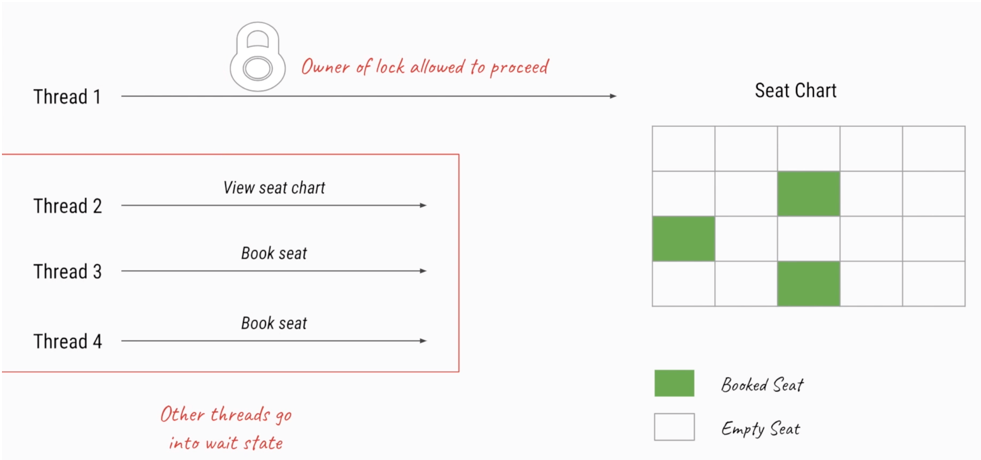 Owner of lock allowed to proceed
Thread 1
Seat Chart
View seat chart
Thread 2
Book seat
Thread 3
Book seat
Thread 4
Other threads go
into wait state
Booked Seat
Empty Seat